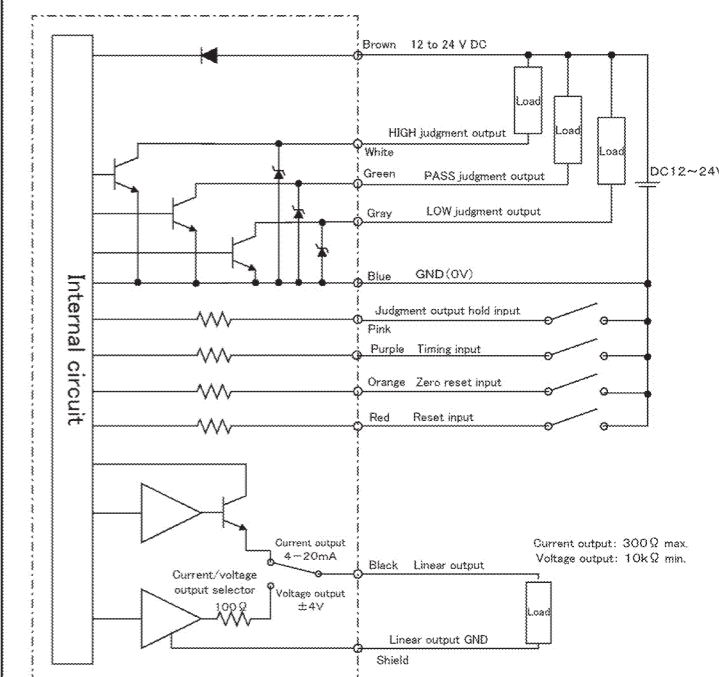 Brown 12 to 24 V DC
Load
HIGH judgment output
White
Load
Green
PASS judgment output
Load
DC12～24V
Gray
LOW judgment output
Blue GND(0V)
Internal circuit
Judgment output hold input
Pink
Purple Timing input
Orange Zero reset input
Red Reset input
Current output
4－20mA
Current output: 300Ω max.
Voltage output: 10kΩ min.
Black Linear output
Current/voltage
output selector
100Ω
Voltage output
±4V
Load
Linear output GND
Shield